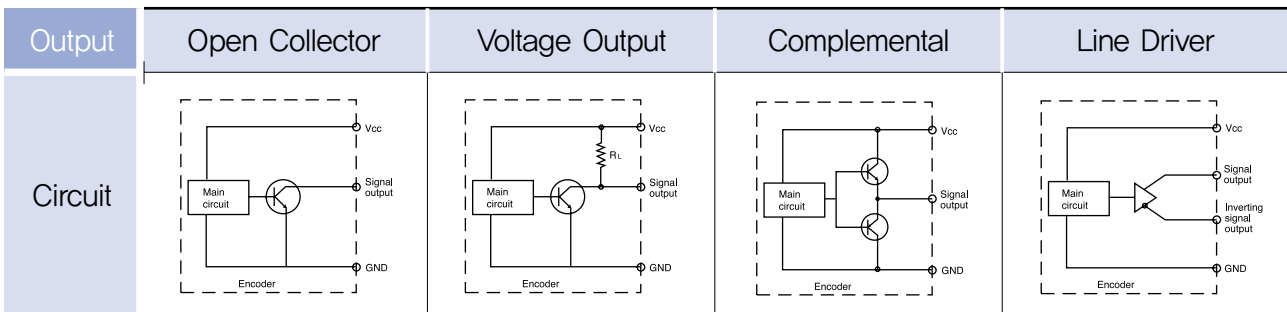 Output
Open Collector
Voltage Output
Complemental
Line Driver
Circuit
Vcc
Main
circuit
Signal
output
GND
Encoder
Vcc
RL
Main
circuit
Signal
output
GND
Encoder
Vcc
Main
circuit
Signal
output
GND
Encoder
Vcc
Main
circuit
Signal
output
Inverting
signal
output
GND
Encoder